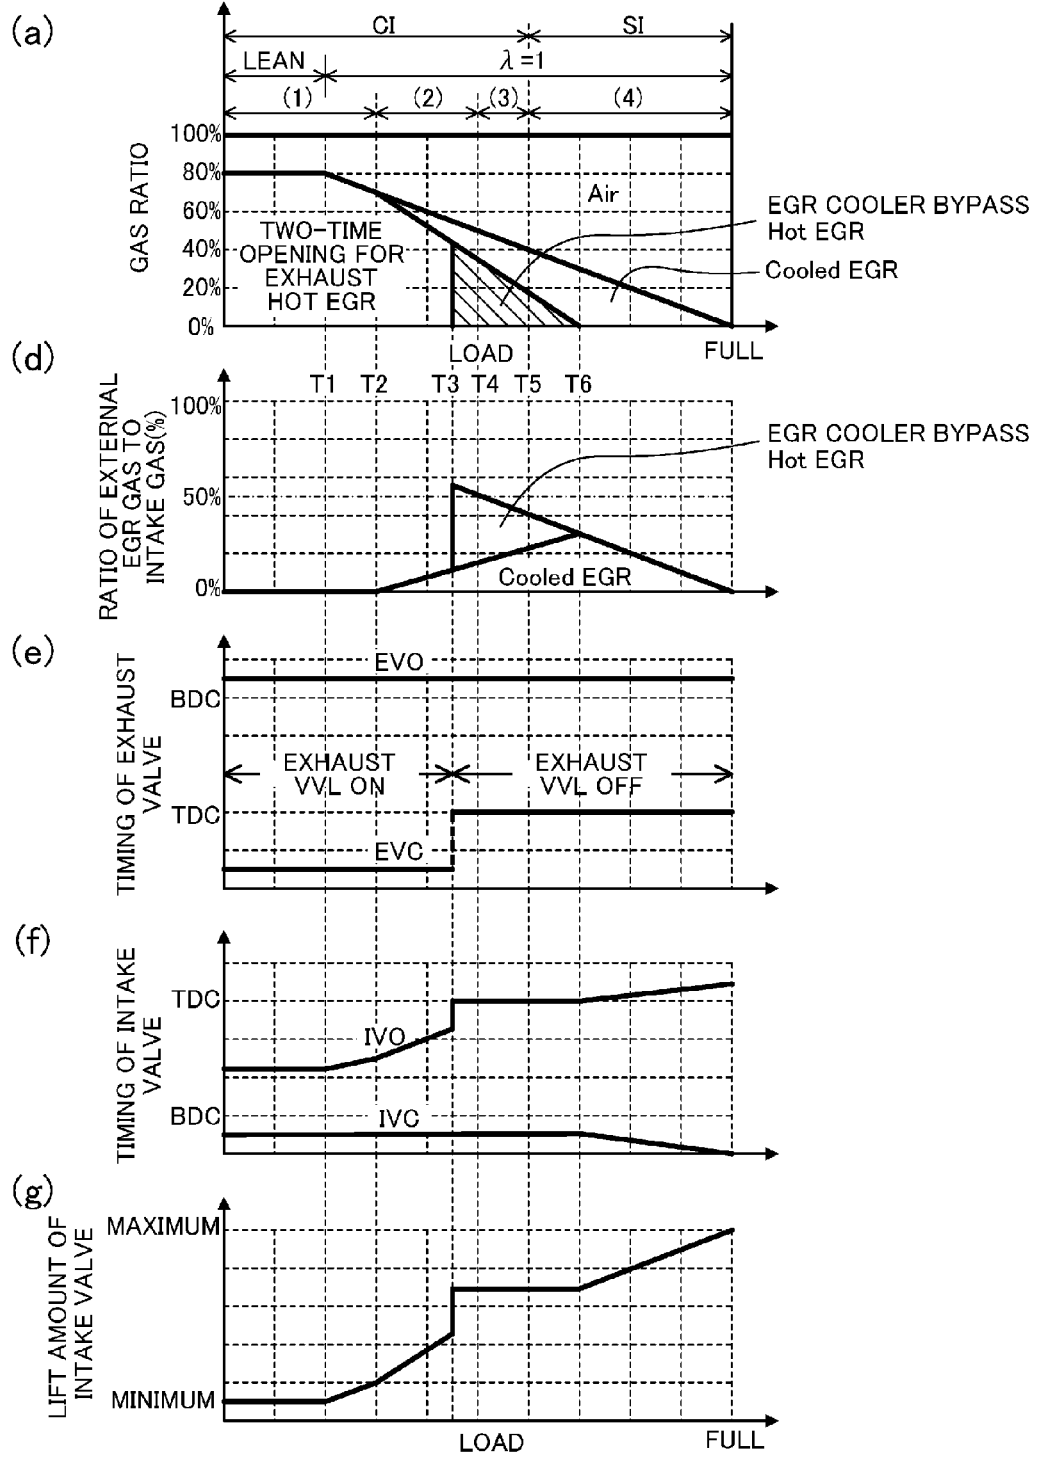 (a)
CI
SI
LEAN
λ=1
(1)
(2)
(3)
(4)
GAS RATIO
100%
80%
60%
40%
20%
0%
Air
TWO-TIME
OPENING FOR
EXHAUST
HOT EGR
EGR COOLER BYPASS
Hot EGR
Cooled EGR
LOAD
FULL
(d)
T1
T2
T3
T4
T5
T6
RATIO OF EXTERNAL
EGR GAS TO
INTAKE GAS(%)
100%
50%
0%
EGR COOLER BYPASS
Hot EGR
Cooled EGR
(e)
TIMING OF EXHAUST
VALVE
EVO
BDC
EXHAUST
VVL ON
EXHAUST
VVL OFF
TDC
EVC
(f)
TIMING OF INTAKE
VALVE
TDC
IVO
BDC
IVC
(g)
LIFT AMOUNT OF
INTAKE VALVE
MAXIMUM
MINIMUM
LOAD
FULL